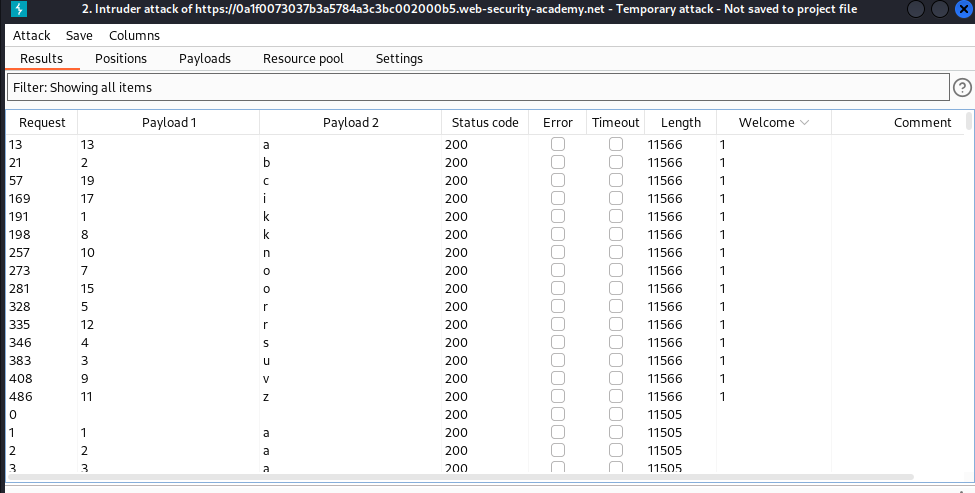 2. Intruder attack of https://0a1f0073037b3a5784a3c3bc002000b5.web-security-academy.net - Temporary attack - Not saved to project file
Attack Save Columns
Results Positions Payloads Resource pool Settings
Filter: Showing all items ?
Request Payload 1 Payload 2 Status code Error Timeout Length Welcome Comment
13 13 a 200 11566 1
21 2 b 200 11566 1
57 19 c 200 11566 1
169 17 i 200 11566 1
191 1 k 200 11566 1
198 8 k 200 11566 1
257 10 n 200 11566 1
273 7 o 200 11566 1
281 15 o 200 11566 1
328 5 r 200 11566 1
335 12 r 200 11566 1
346 4 s 200 11566 1
383 3 u 200 11566 1
408 9 v 200 11566 1
486 11 z 200 11566 1
0 200 11505
1 1 a 200 11505
2 2 a 200 11505
3 3 a 200 11505